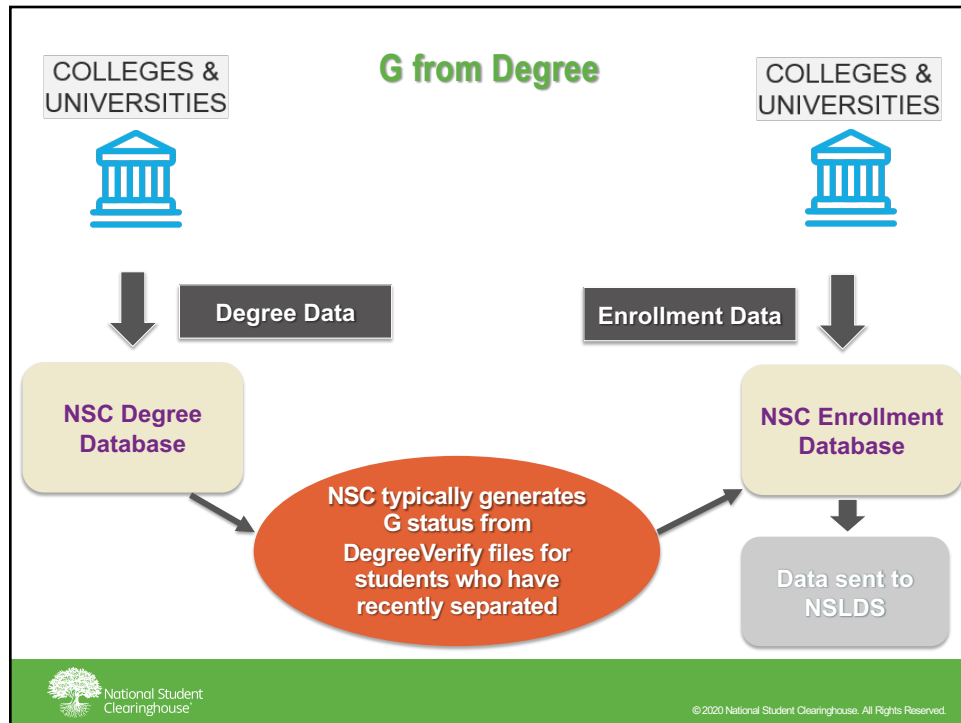 G from Degree
COLLEGES &
UNIVERSITIES
COLLEGES &
UNIVERSITIES
Degree Data
Enrollment Data
NSC Degree
Database
NSC Enrollment
Database
NSC typically generates
G status from
DegreeVerify files for
students who have
recently separated
Data sent to
NSLDS
National Student
Clearinghouse®
© 2020 National Student Clearinghouse. All Rights Reserved.